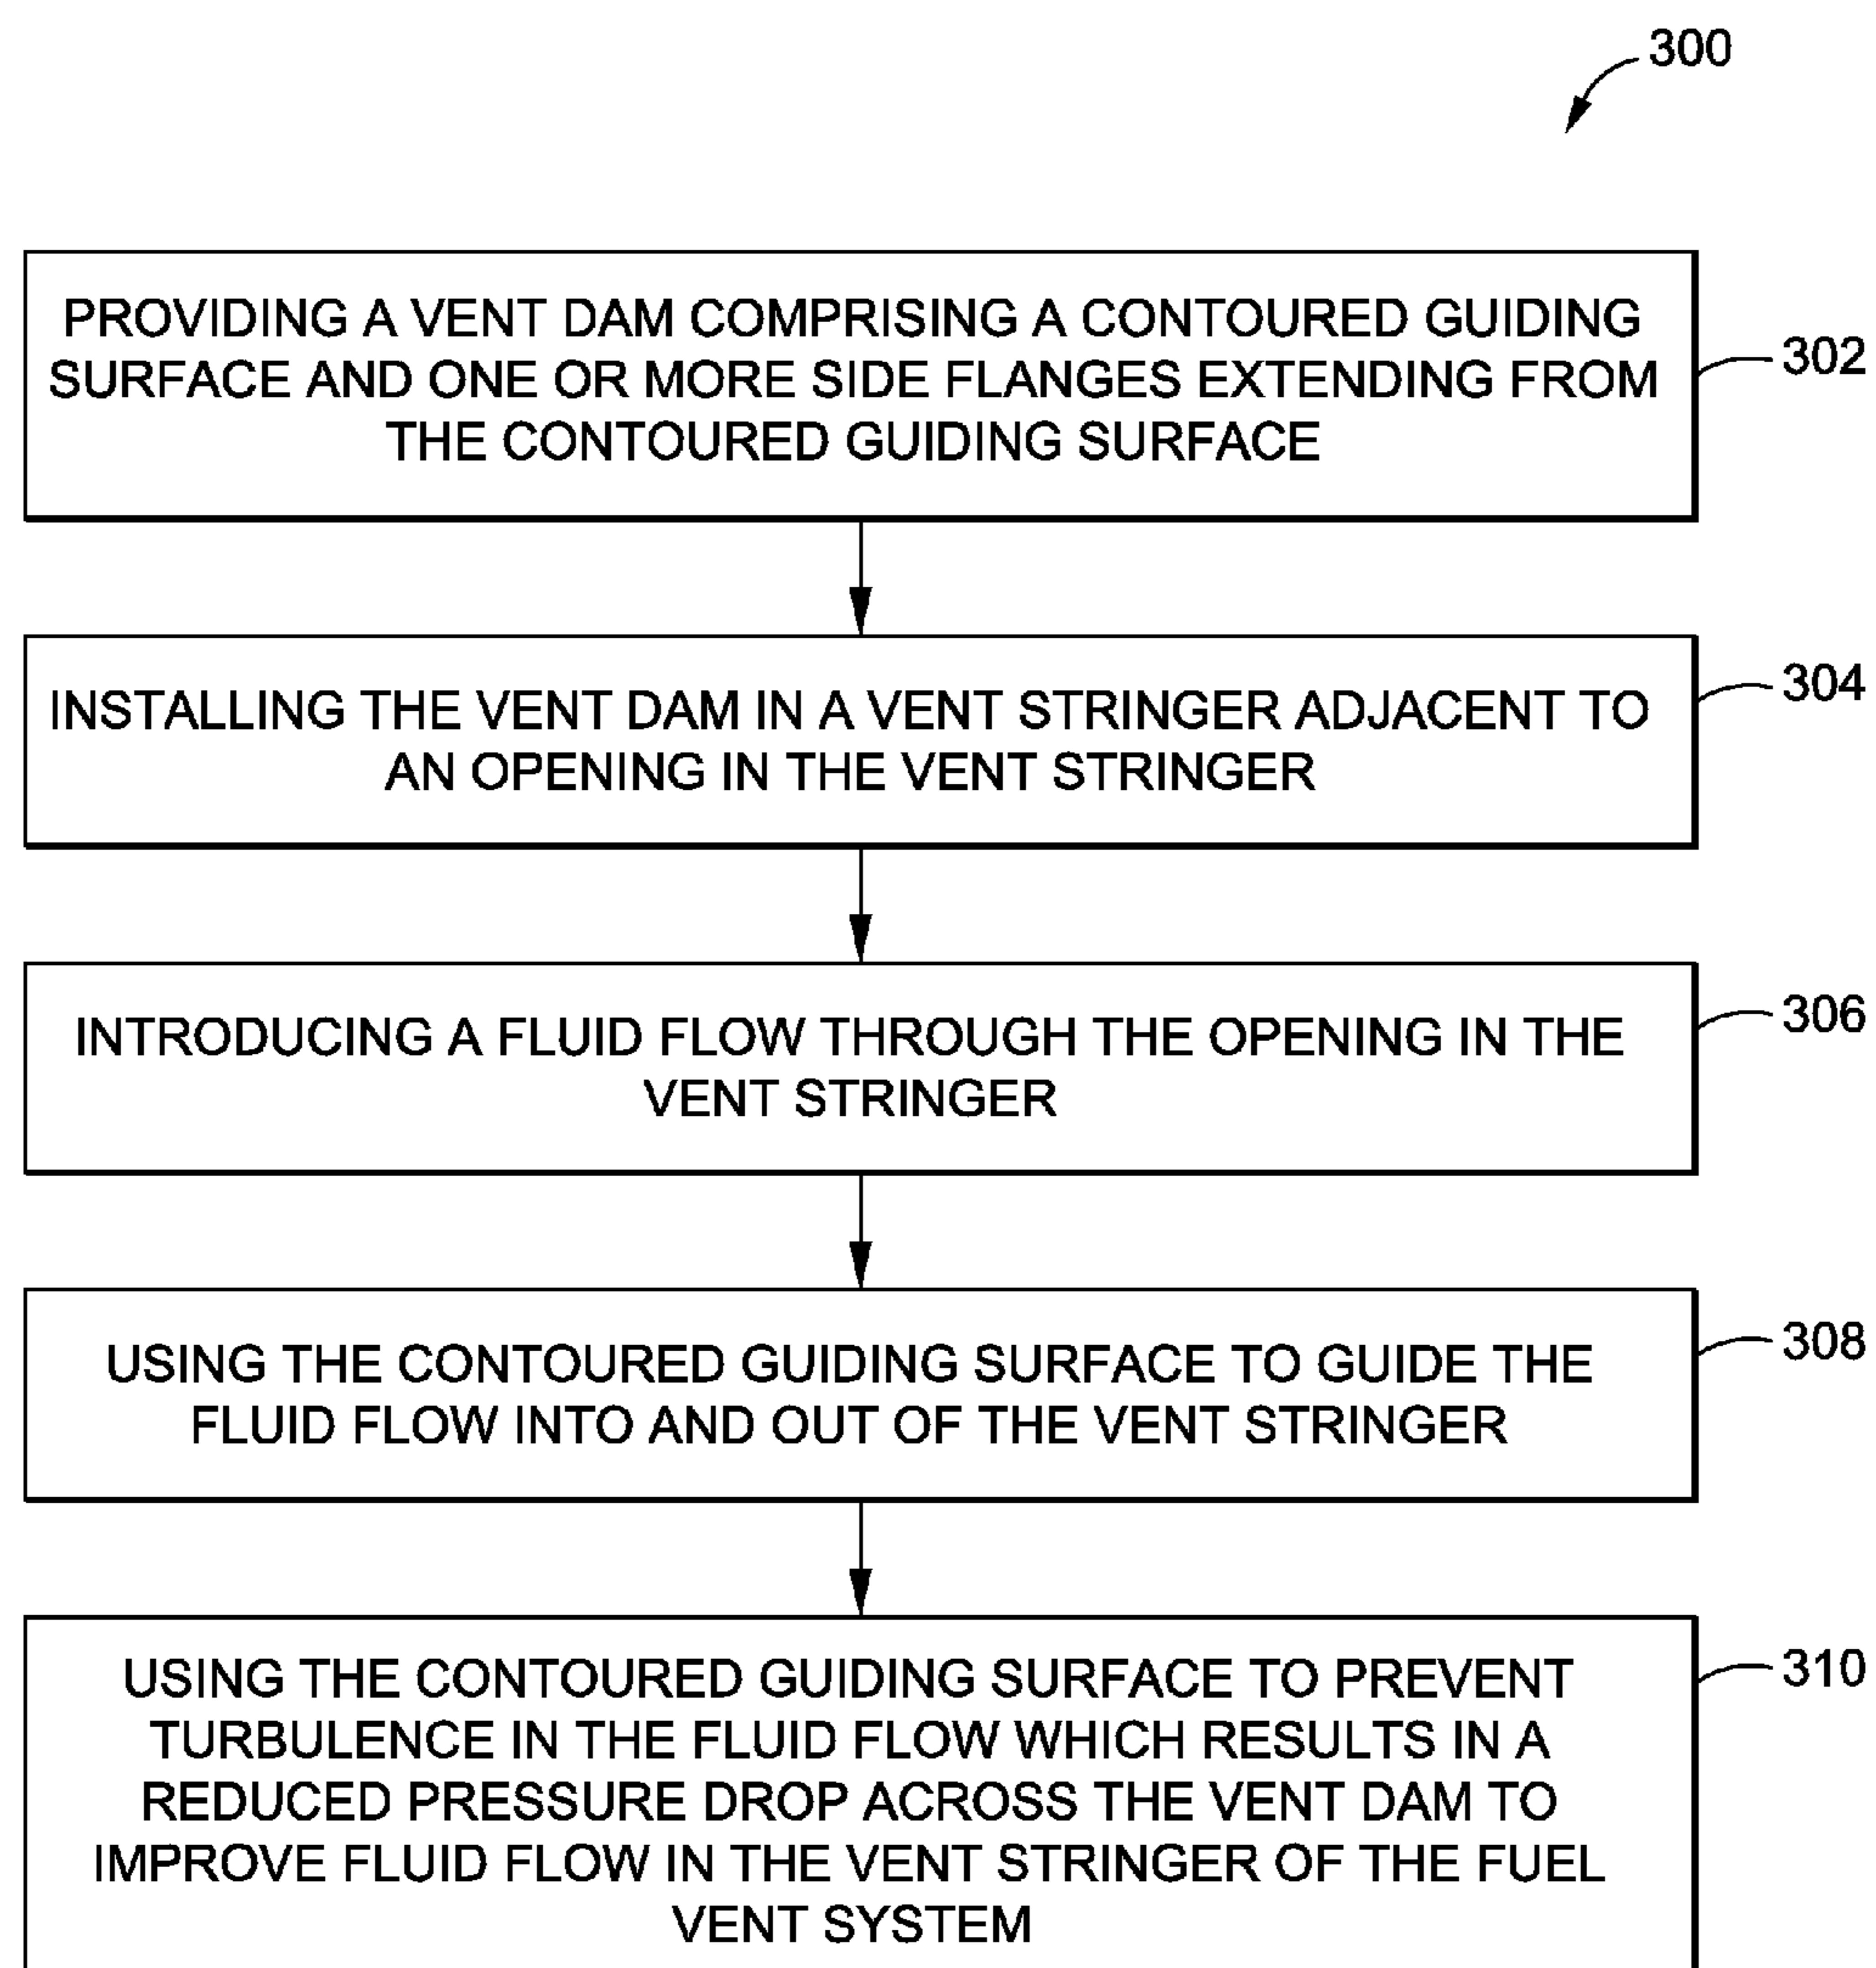 300
PROVIDING A VENT DAM COMPRISING A CONTOURED GUIDING
SURFACE AND ONE OR MORE SIDE FLANGES EXTENDING FROM
THE CONTOURED GUIDING SURFACE
302
INSTALLING THE VENT DAM IN A VENT STRINGER ADJACENT TO
AN OPENING IN THE VENT STRINGER
304
INTRODUCING A FLUID FLOW THROUGH THE OPENING IN THE
VENT STRINGER
306
USING THE CONTOURED GUIDING SURFACE TO GUIDE THE
FLUID FLOW INTO AND OUT OF THE VENT STRINGER
308
USING THE CONTOURED GUIDING SURFACE TO PREVENT
TURBULENCE IN THE FLUID FLOW WHICH RESULTS IN A
REDUCED PRESSURE DROP ACROSS THE VENT DAM TO
IMPROVE FLUID FLOW IN THE VENT STRINGER OF THE FUEL
VENT SYSTEM
310